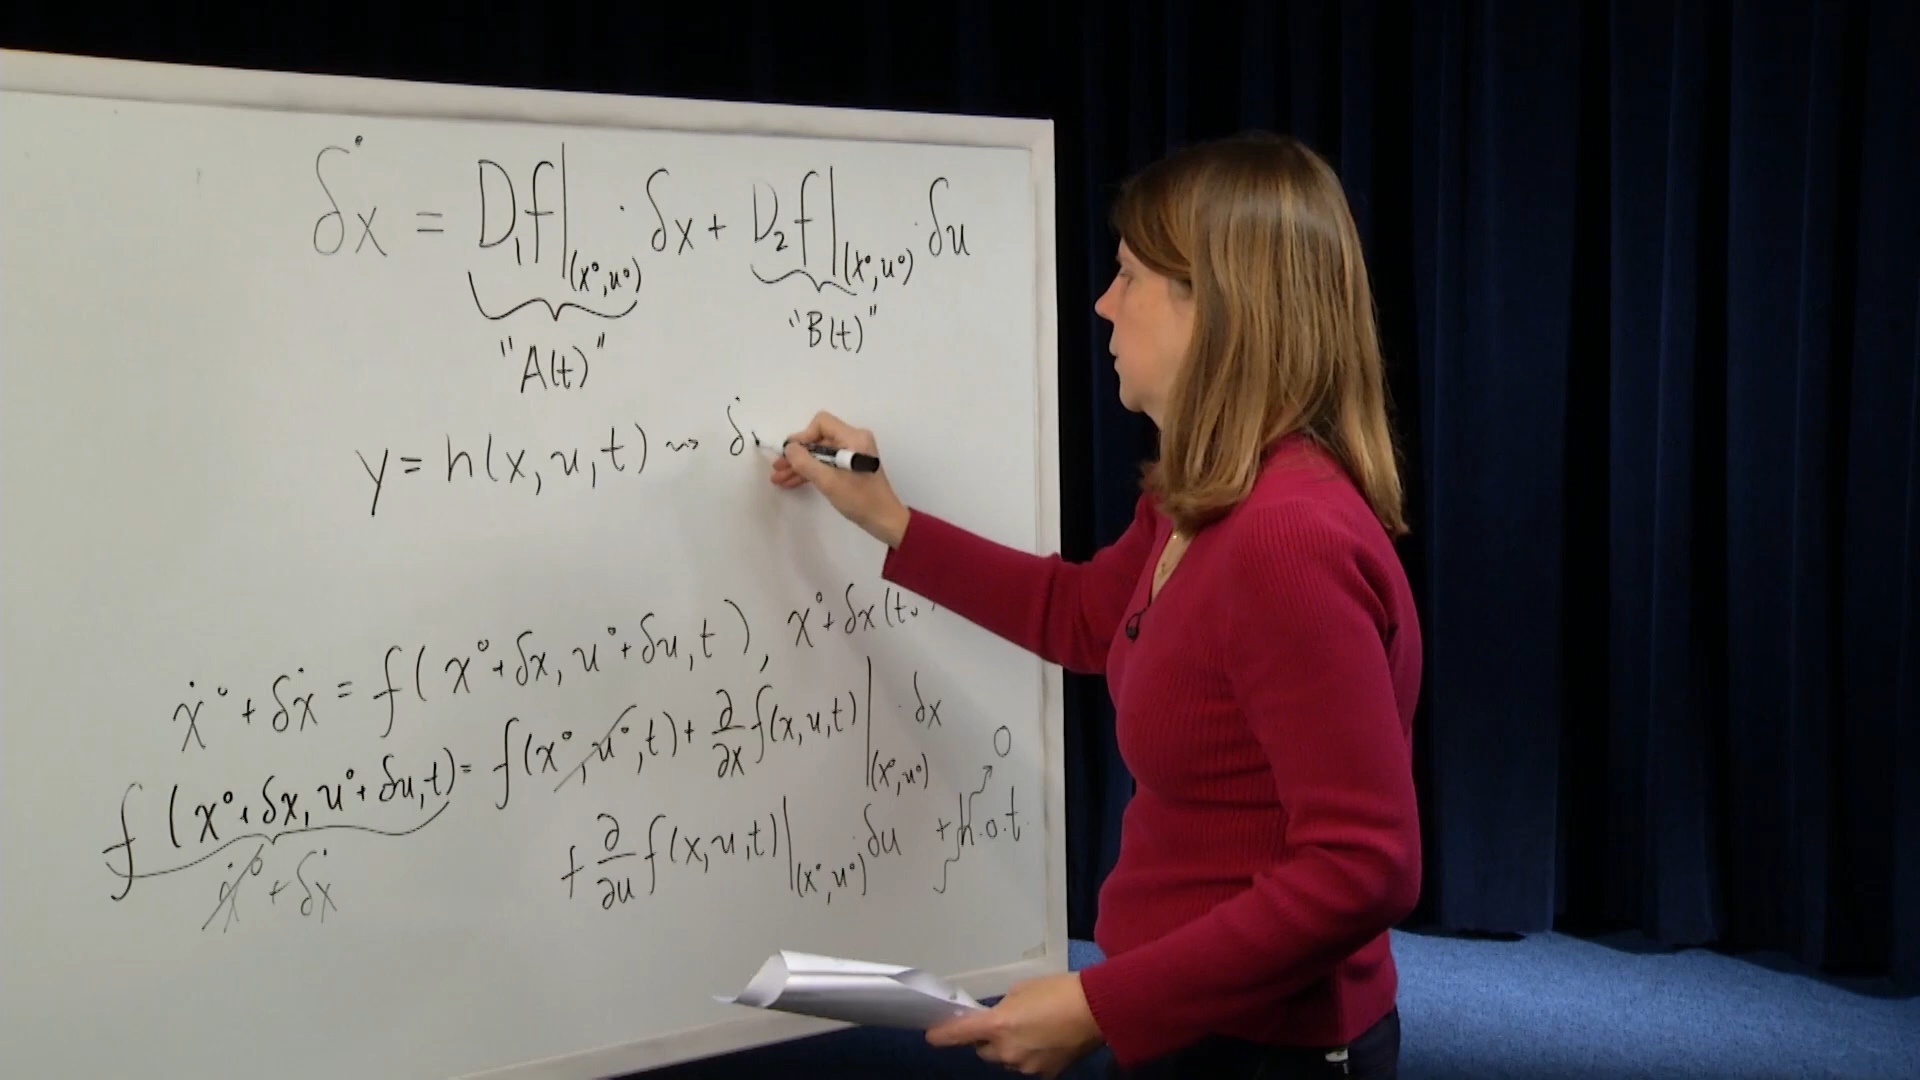 δẋ = D₁f|(x°,u°) · δx + D₂f|(x°,u°) · δu
"A(t)" "B(t)"
y = h(x, u, t) ⇝ δ
ẋ° + δẋ = f(x° + δx, u° + δu, t), x° + δx(t₀
f(x° + δx, u° + δu, t) = f(x°, u°, t) + ∂/∂x f(x, u, t)|(x°,u°) · δx
ẋ° + δẋ
+ ∂/∂u f(x, u, t)|(x°,u°) · δu + h.o.t. 0